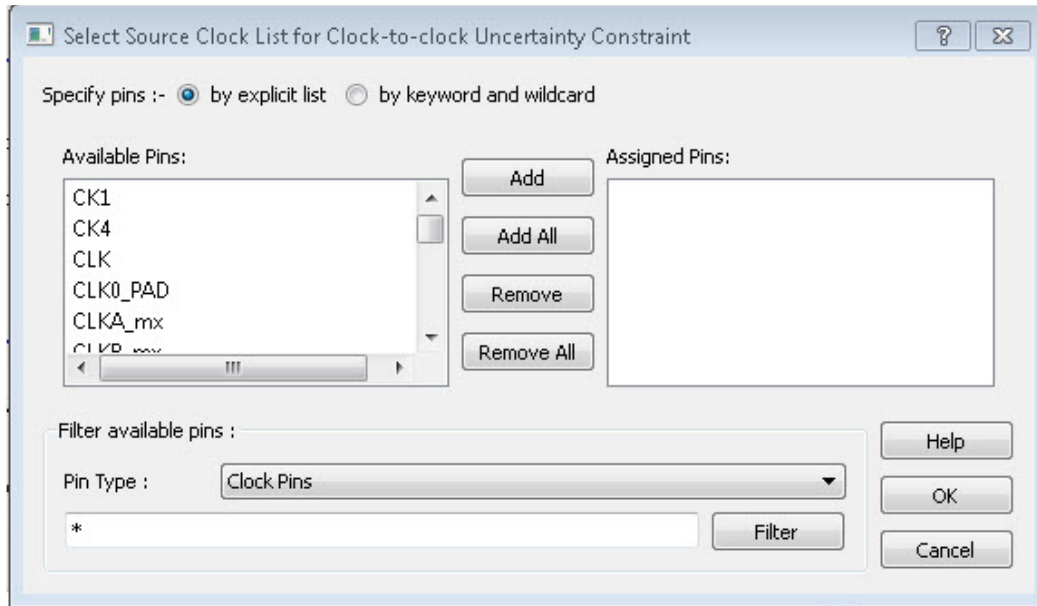 Select Source Clock List for Clock-to-clock Uncertainty Constraint
Specify pins :- by explicit list by keyword and wildcard
Available Pins:
Assigned Pins:
CK1
CK4
CLK
CLK0_PAD
CLKA_mx
Add
Add All
Remove
Remove All
Filter available pins :
Pin Type : Clock Pins
*
Filter
Help
OK
Cancel